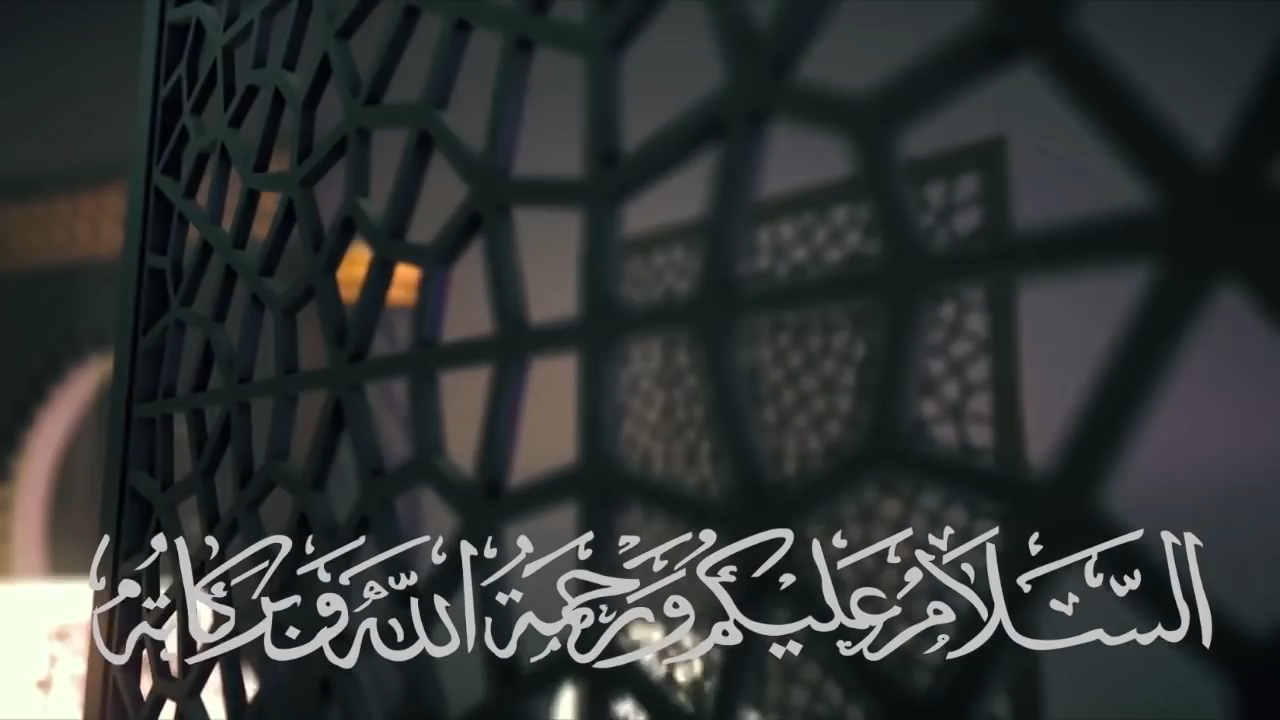 السَّلَامُ عَلَيْكُمْ وَرَحْمَةُ اللّٰهِ وَبَرَكَاتُهُ